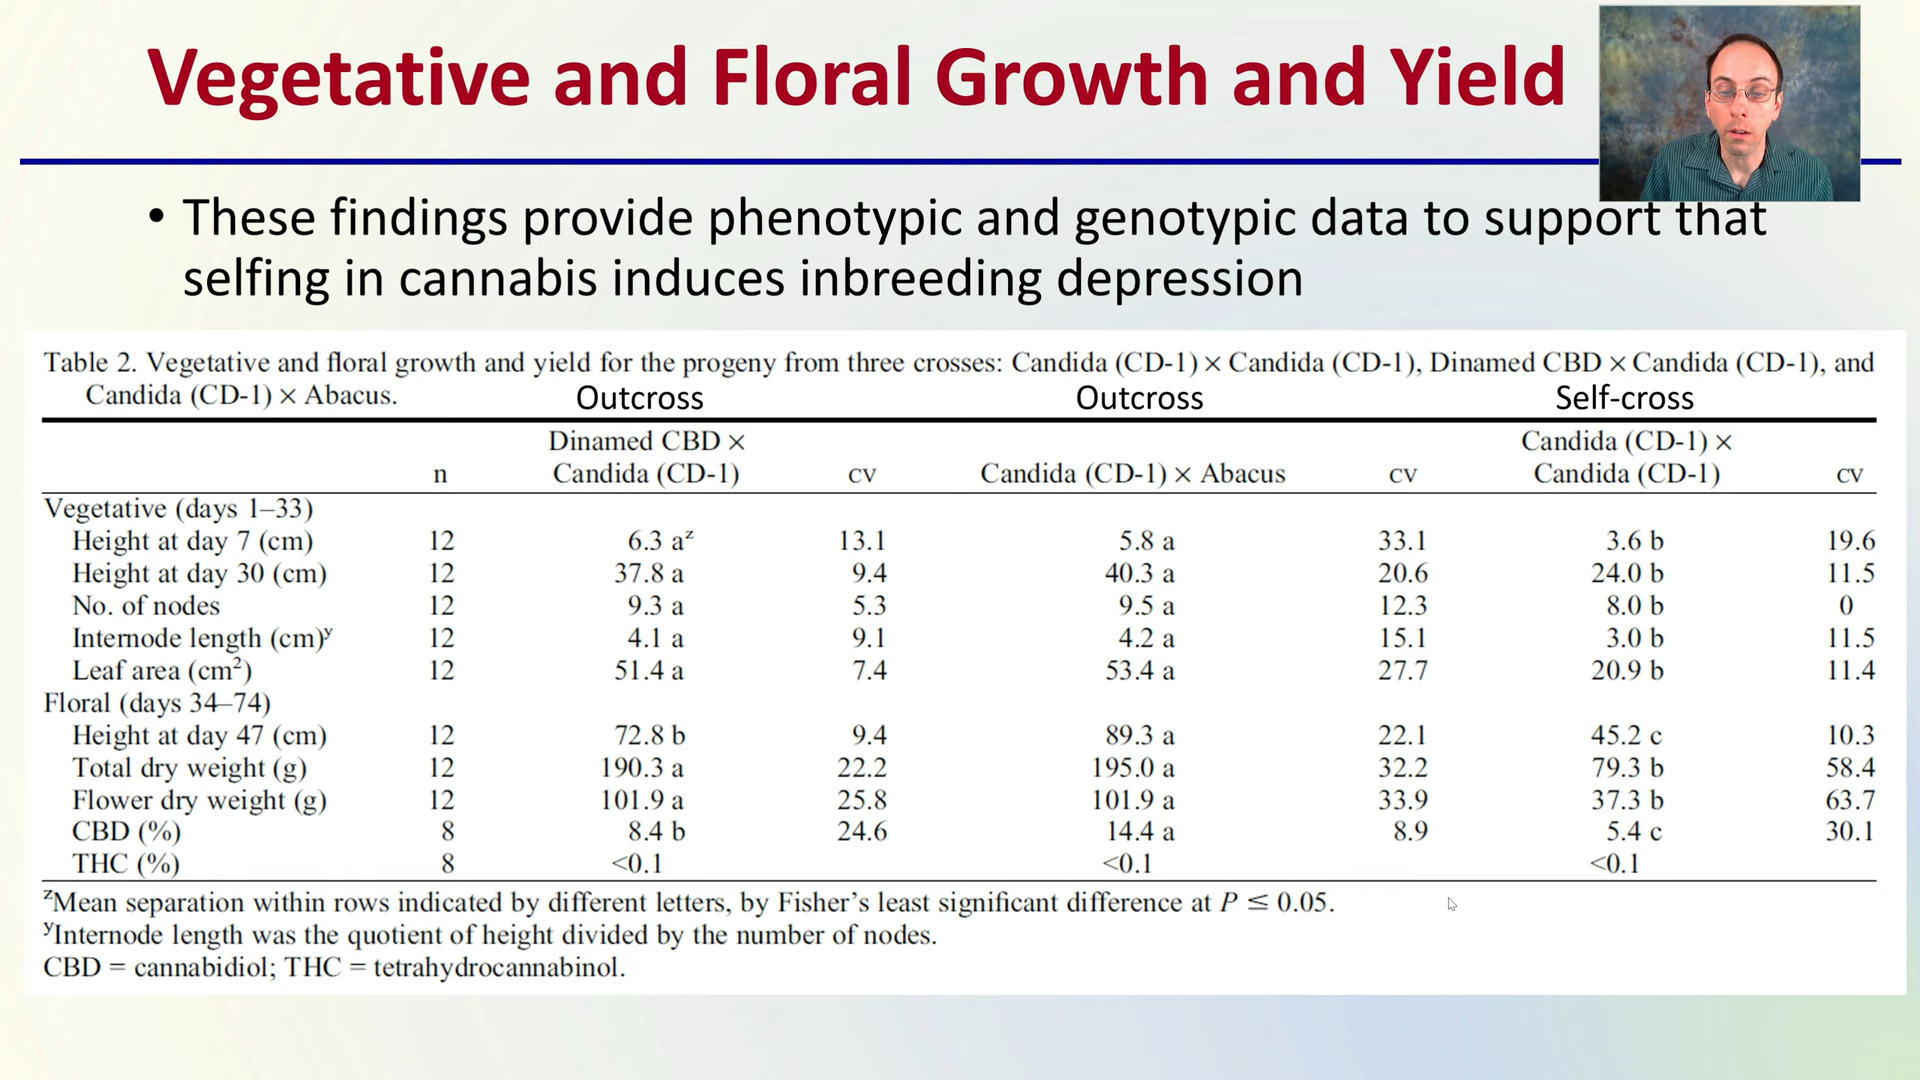 Vegetative and Floral Growth and Yield
• These findings provide phenotypic and genotypic data to support that
selfing in cannabis induces inbreeding depression
Table 2. Vegetative and floral growth and yield for the progeny from three crosses: Candida (CD-1) × Candida (CD-1), Dinamed CBD × Candida (CD-1), and
Candida (CD-1) × Abacus.
Outcross Outcross Self-cross
Dinamed CBD × Candida (CD-1) ×
n Candida (CD-1) CV Candida (CD-1) × Abacus CV Candida (CD-1) CV
Vegetative (days 1–33)
Height at day 7 (cm) 12 6.3 aᶻ 13.1 5.8 a 33.1 3.6 b 19.6
Height at day 30 (cm) 12 37.8 a 9.4 40.3 a 20.6 24.0 b 11.5
No. of nodes 12 9.3 a 5.3 9.5 a 12.3 8.0 b 0
Internode length (cm)ʸ 12 4.1 a 9.1 4.2 a 15.1 3.0 b 11.5
Leaf area (cm²) 12 51.4 a 7.4 53.4 a 27.7 20.9 b 11.4
Floral (days 34–74)
Height at day 47 (cm) 12 72.8 b 9.4 89.3 a 22.1 45.2 c 10.3
Total dry weight (g) 12 190.3 a 22.2 195.0 a 32.2 79.3 b 58.4
Flower dry weight (g) 12 101.9 a 25.8 101.9 a 33.9 37.3 b 63.7
CBD (%) 8 8.4 b 24.6 14.4 a 8.9 5.4 c 30.1
THC (%) 8 <0.1 <0.1 <0.1
ᶻMean separation within rows indicated by different letters, by Fisher's least significant difference at P ≤ 0.05.
ʸInternode length was the quotient of height divided by the number of nodes.
CBD = cannabidiol; THC = tetrahydrocannabinol.